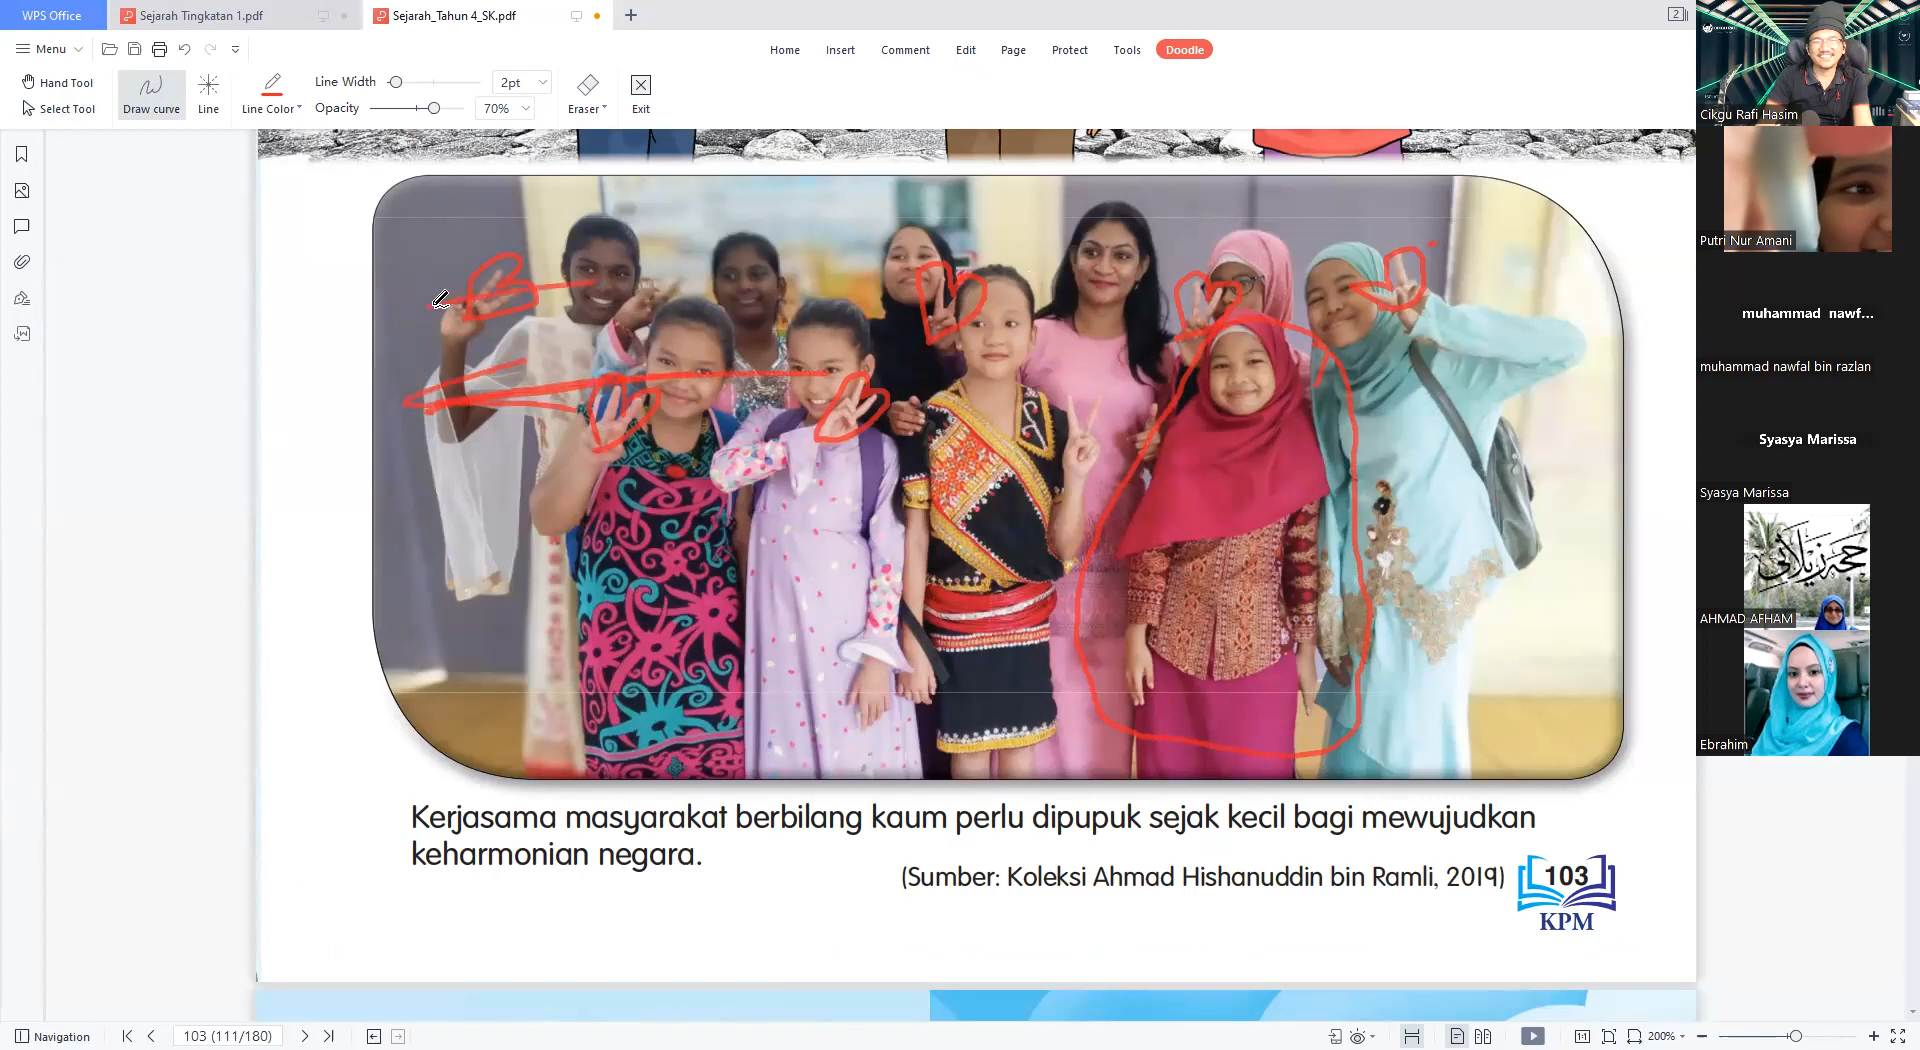 WPS Office
Sejarah Tingkatan 1.pdf
Sejarah_Tahun 4_SK.pdf
2
Menu
Home
Insert
Comment
Edit
Page
Protect
Tools
Doodle
Hand Tool
Select Tool
Draw curve
Line
Line Color
Line Width
2pt
Opacity
70%
Eraser
Exit
Cikgu Rafi Hasim
Putri Nur Amani
muhammad nawf...
muhammad nawfal bin razlan
Syasya Marissa
Syasya Marissa
AHMAD AFHAM
Ebrahim
Kerjasama masyarakat berbilang kaum perlu dipupuk sejak kecil bagi mewujudkan
keharmonian negara.
(Sumber: Koleksi Ahmad Hishanuddin bin Ramli, 2019)
103
KPM
Navigation
103 (111/180)
1:1
200%